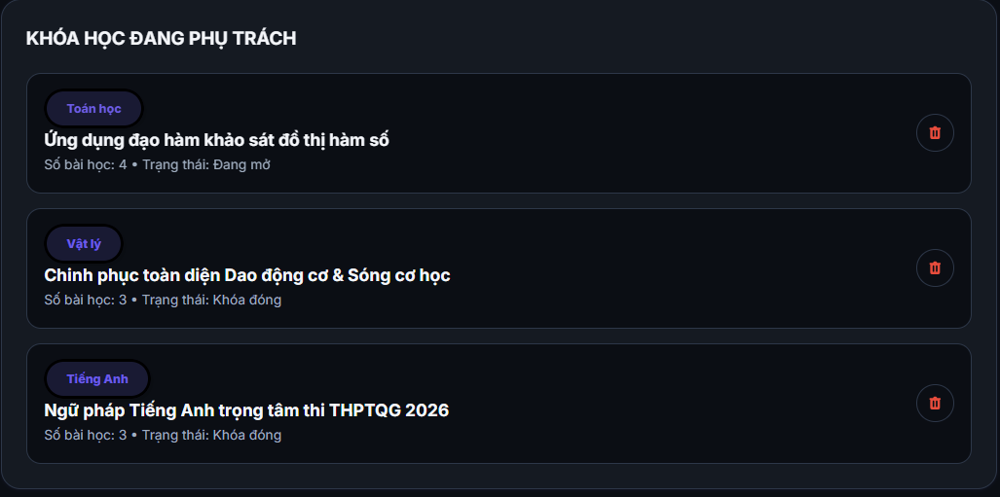 KHÓA HỌC ĐANG PHỤ TRÁCH
Toán học
Ứng dụng đạo hàm khảo sát đồ thị hàm số
Số bài học: 4 • Trạng thái: Đang mở
Vật lý
Chinh phục toàn diện Dao động cơ & Sóng cơ học
Số bài học: 3 • Trạng thái: Khóa đóng
Tiếng Anh
Ngữ pháp Tiếng Anh trọng tâm thi THPTQG 2026
Số bài học: 3 • Trạng thái: Khóa đóng